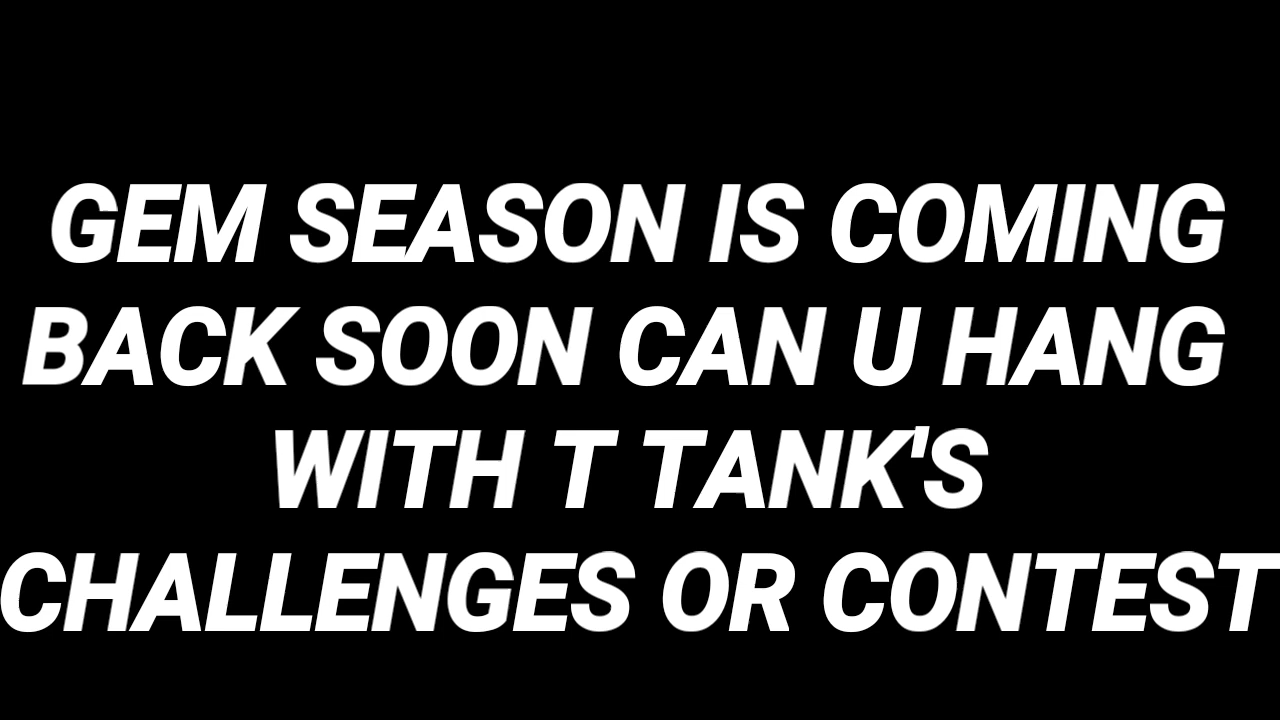 GEM SEASON IS COMING
BACK SOON CAN U HANG
WITH T TANK'S
CHALLENGES OR CONTEST